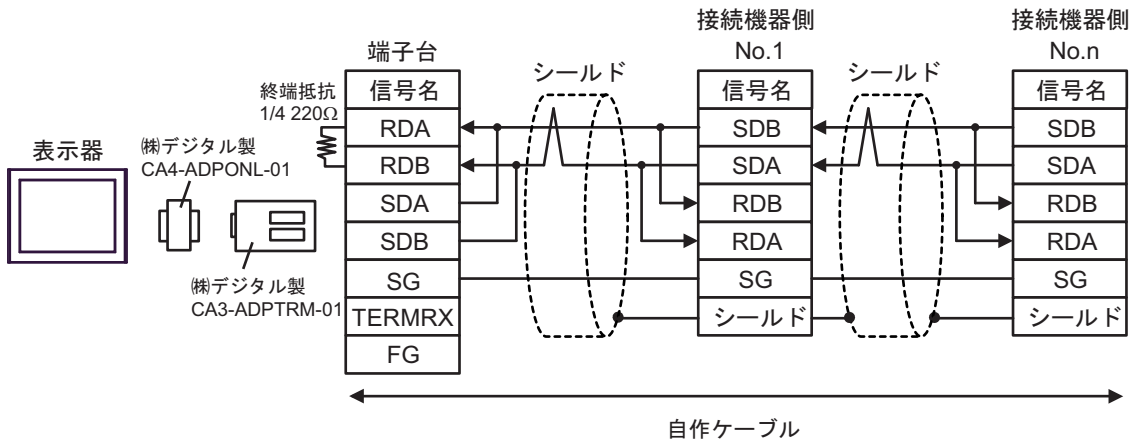 表示器
㈱デジタル製
CA4-ADPONL-01
㈱デジタル製
CA3-ADPTRM-01
終端抵抗
1/4 220Ω
端子台
信号名
RDA
RDB
SDA
SDB
SG
TERMRX
FG
シールド
接続機器側
No.1
信号名
SDB
SDA
RDB
RDA
SG
シールド
シールド
接続機器側
No.n
信号名
SDB
SDA
RDB
RDA
SG
シールド
自作ケーブル